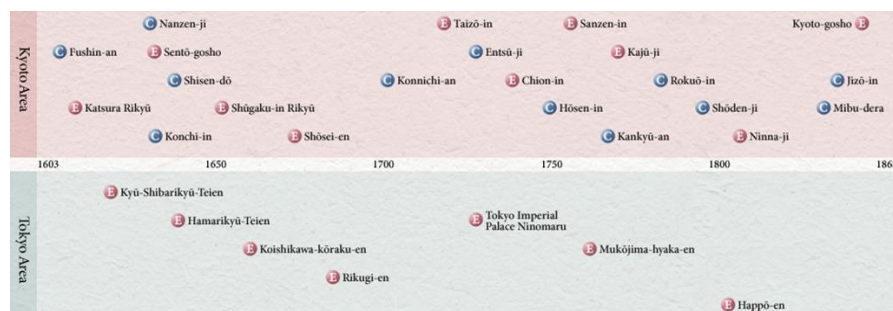 C Nanzen-ji E Taizō-in E Sanzen-in Kyoto-gosho E
C Fushin-an E Sentō-gosho C Entsū-ji E Kajū-ji
C Shisen-dō C Konnichi-an E Chion-in C Rokuō-in C Jizō-in
E Katsura Rikyū E Shūgaku-in Rikyū C Hōsen-in C Shōden-ji C Mibu-dera
C Konchi-in E Shōsei-en C Kankyū-an E Ninna-ji
Kyoto Area
1603 1650 1700 1750 1800 186
E Kyū-Shibarikyū-Teien
E Hamarikyū-Teien E Tokyo Imperial
Palace Ninomaru
E Koishikawa-kōraku-en E Mukōjima-hyaka-en
E Rikugi-en
E Happō-en
Tokyo Area